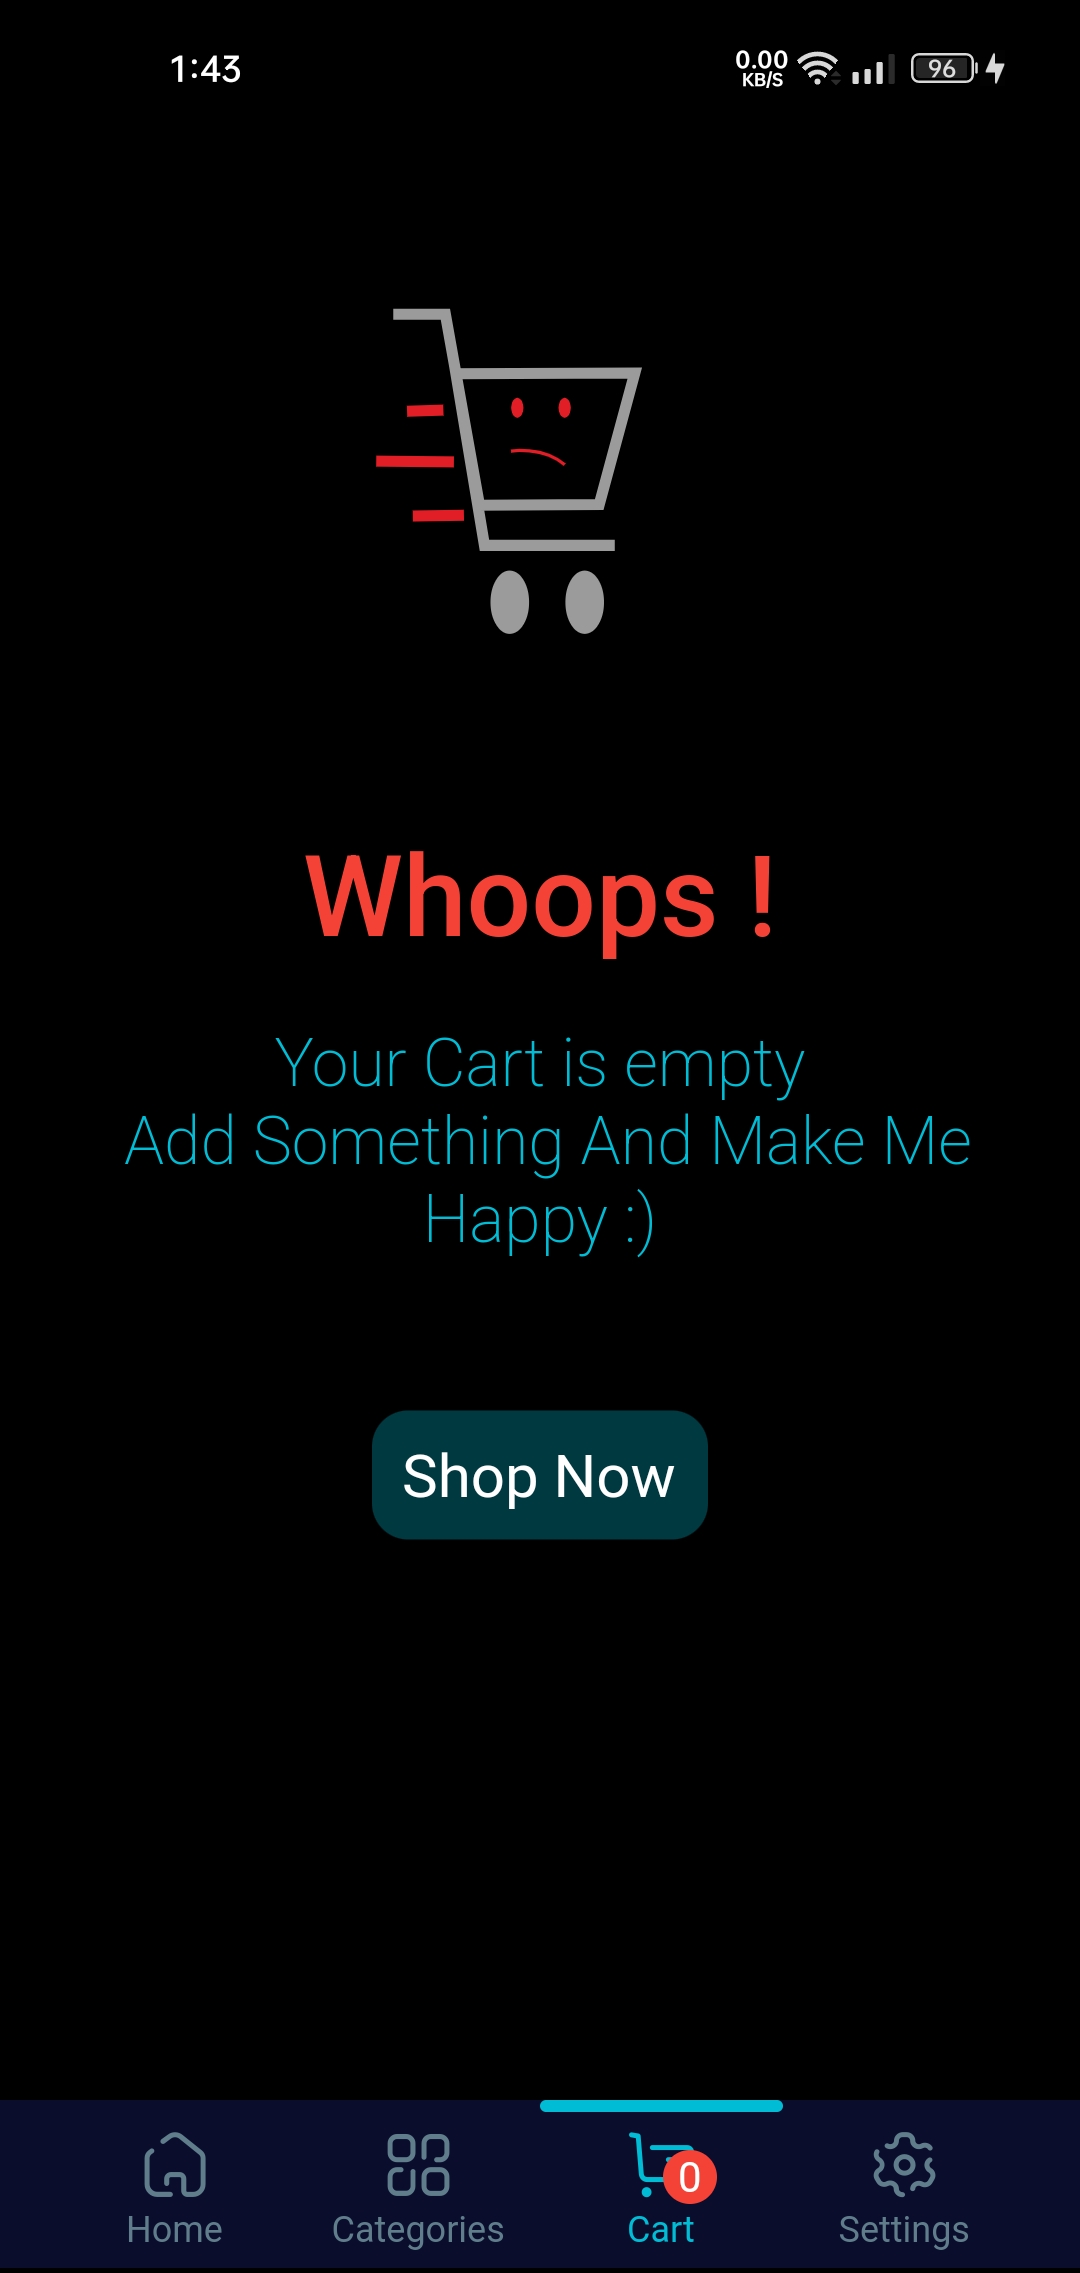 1:43
0.00
KB/S
96
Whoops !
Your Cart is empty
Add Something And Make Me
Happy :)
Shop Now
0
Home
Categories
Cart
Settings